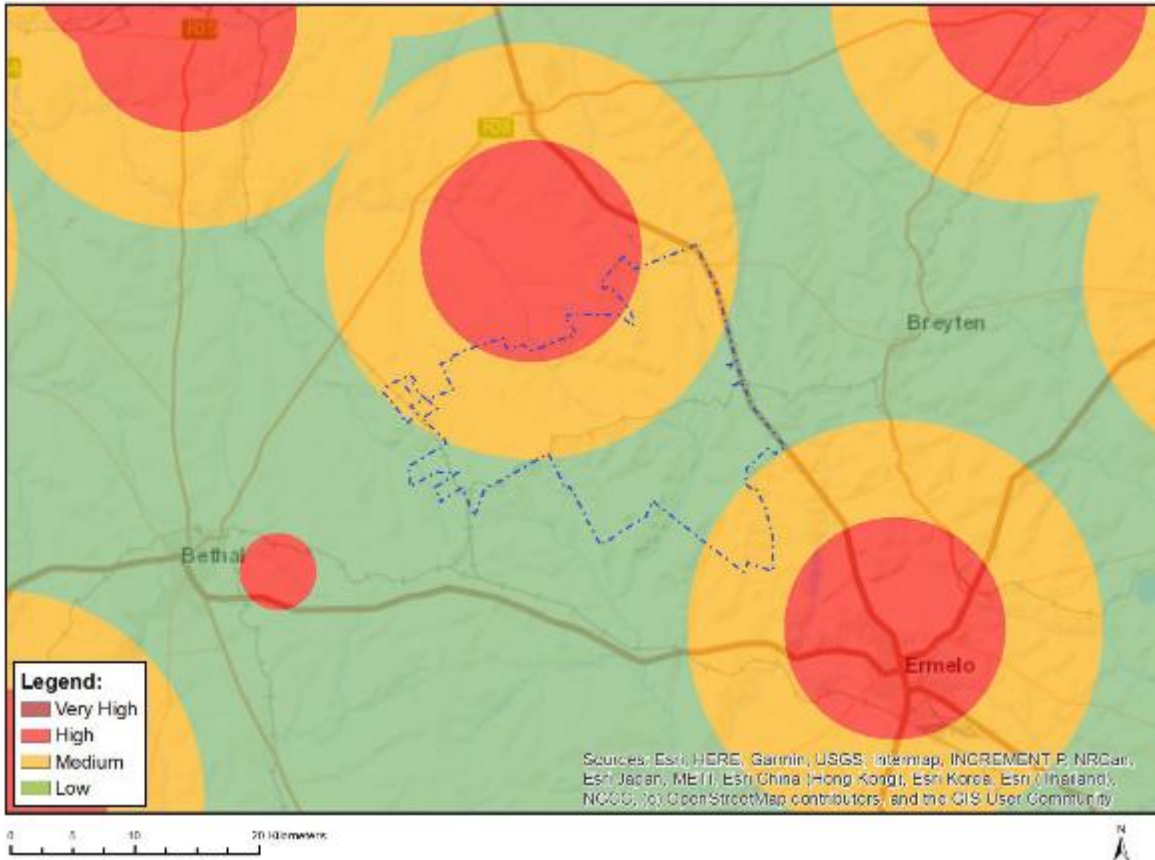 R35
R38
Breyten
Bethal
Ermelo
Legend:
Very High
High
Medium
Low
Sources: Esri, HERE, Garmin, USGS, Intermap, INCREMENT P, NRCan,
Esri Japan, METI, Esri China (Hong Kong), Esri Korea, Esri (Thailand),
NGCC, (c) OpenStreetMap contributors, and the GIS User Community
0 5 10 20 Kilometers
N